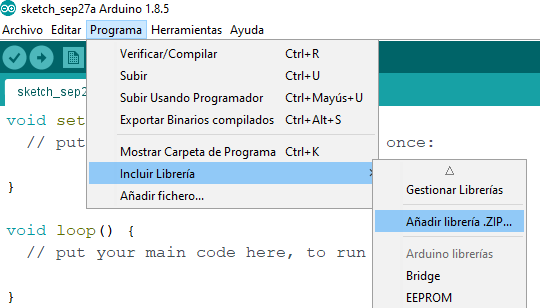 sketch_sep27a Arduino 1.8.5
Archivo Editar Programa Herramientas Ayuda
sketch_sep2
Verificar/Compilar Ctrl+R
Subir Ctrl+U
Subir Usando Programador Ctrl+Mayús+U
Exportar Binarios compilados Ctrl+Alt+S
Mostrar Carpeta de Programa Ctrl+K
Incluir Librería
Añadir fichero...
Gestionar Librerías
Añadir librería .ZIP...
Arduino librerías
Bridge
EEPROM
void set
// put once:
}
void loop() {
// put your main code here, to run
}